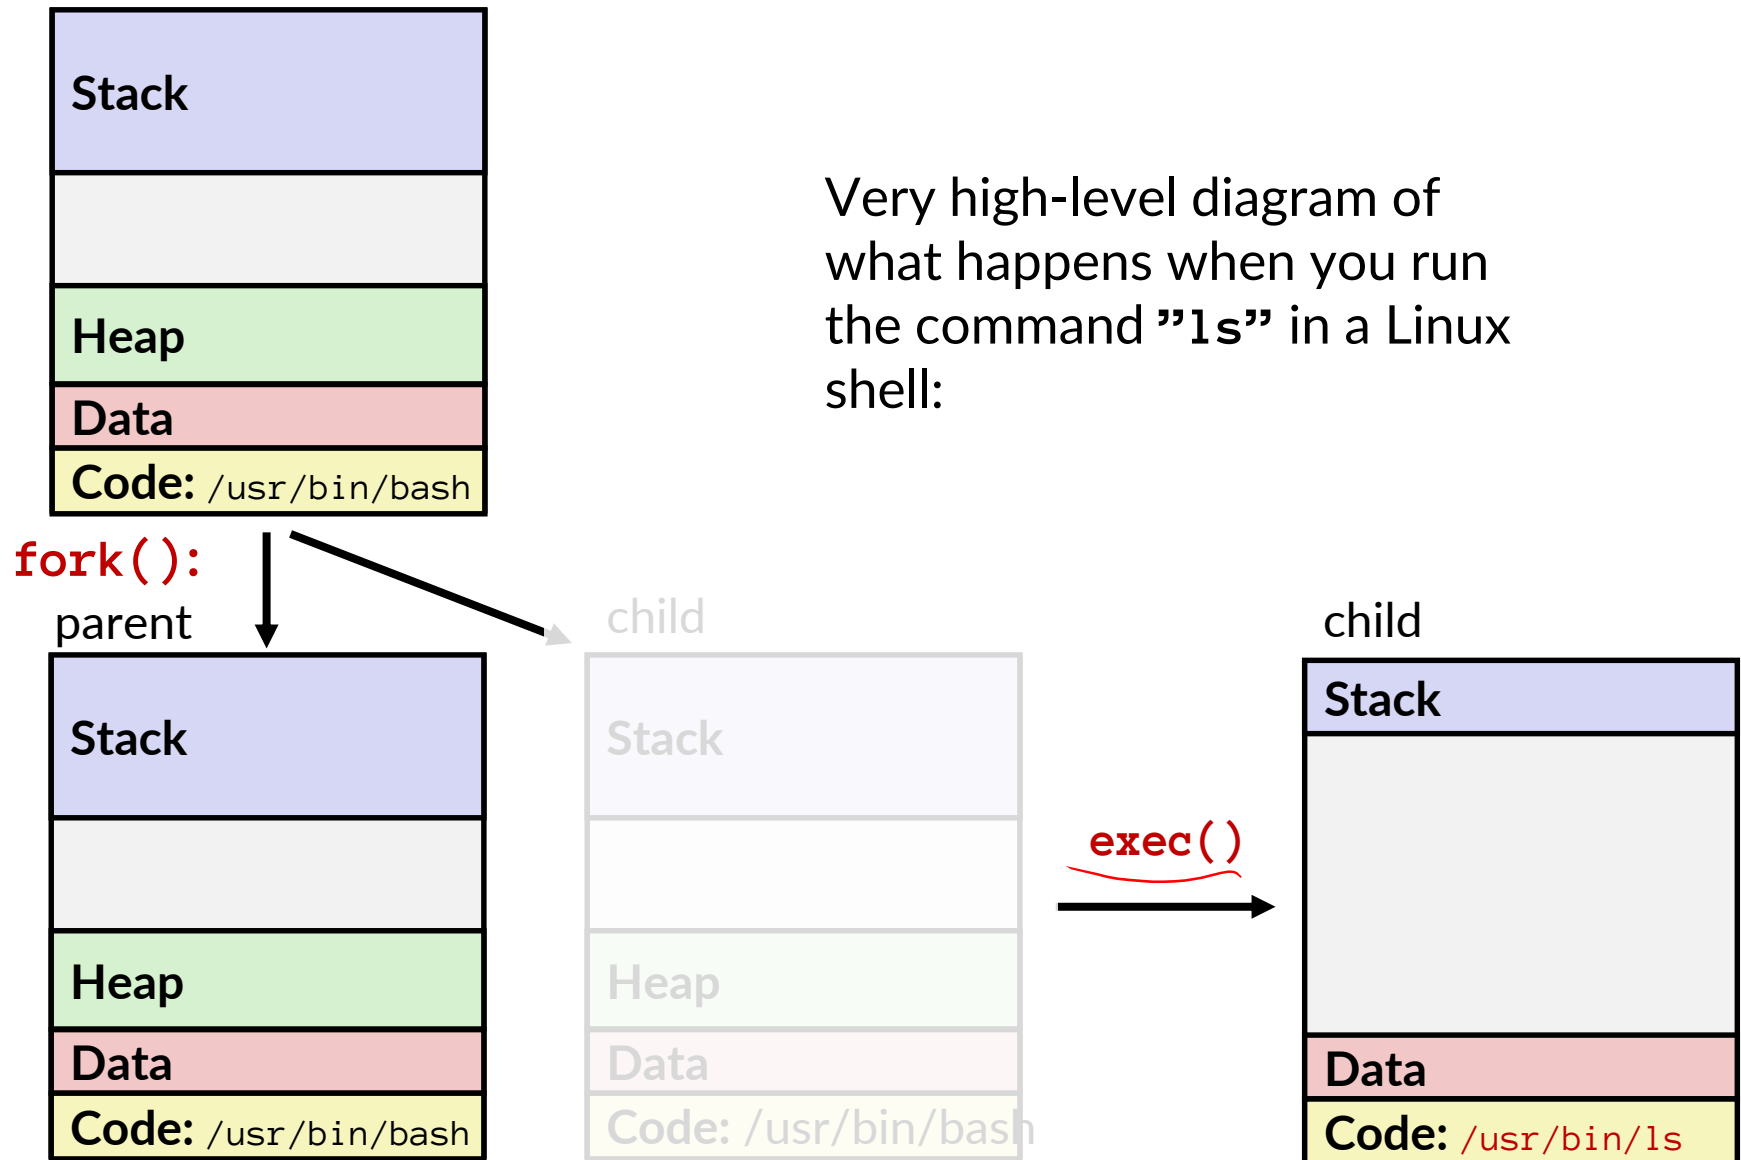 Stack
Heap
Data
Code: /usr/bin/bash
Very high-level diagram of
what happens when you run
the command ”ls” in a Linux
shell:
fork():
parent
Stack
Heap
Data
Code: /usr/bin/bash
child
Stack
Heap
Data
Code: /usr/bin/bash
exec()
child
Stack
Data
Code: /usr/bin/ls